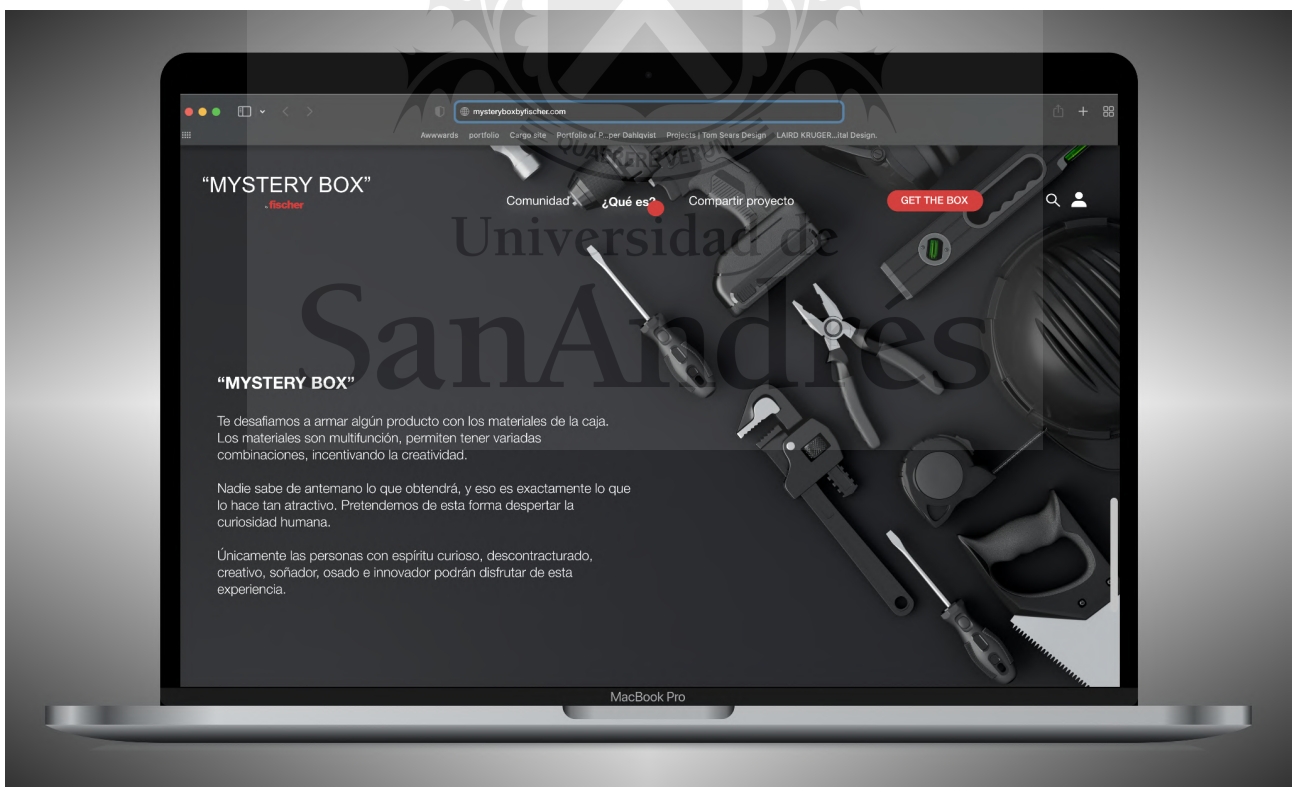 mysteryboxbyfischer.com
Awwwards portfolio Cargo site Portfolio of P...per Dahlqvist Projects | Tom Sears Design LAIRD KRUGER...ital Design.
QUAERERE VERUM
“MYSTERY BOX”
by fischer
Comunidad ¿Qué es? Compartir proyecto GET THE BOX
Universidad de
SanAndrés
“MYSTERY BOX”
Te desafiamos a armar algún producto con los materiales de la caja.
Los materiales son multifunción, permiten tener variadas
combinaciones, incentivando la creatividad.
Nadie sabe de antemano lo que obtendrá, y eso es exactamente lo que
lo hace tan atractivo. Pretendemos de esta forma despertar la
curiosidad humana.
Únicamente las personas con espíritu curioso, descontracturado,
creativo, soñador, osado e innovador podrán disfrutar de esta
experiencia.
MacBook Pro